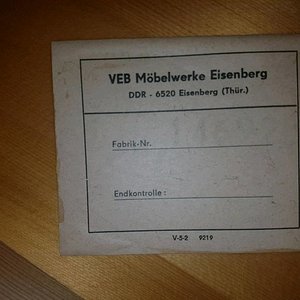 VEB Möbelwerke Eisenberg
DDR - 6520 Eisenberg (Thür.)
Fabrik-Nr.
Endkontrolle :
V-5-2 9219